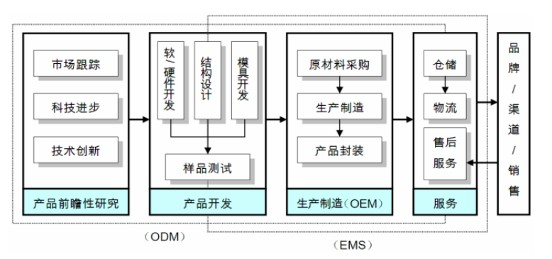 市场跟踪
科技进步
技术创新
产品前瞻性研究
软/硬件开发
结构设计
模具开发
样品测试
产品开发
原材料采购
生产制造
产品封装
生产制造(OEM)
仓储
物流
售后
服务
服务
品牌/渠道/销售
(ODM)
(EMS)